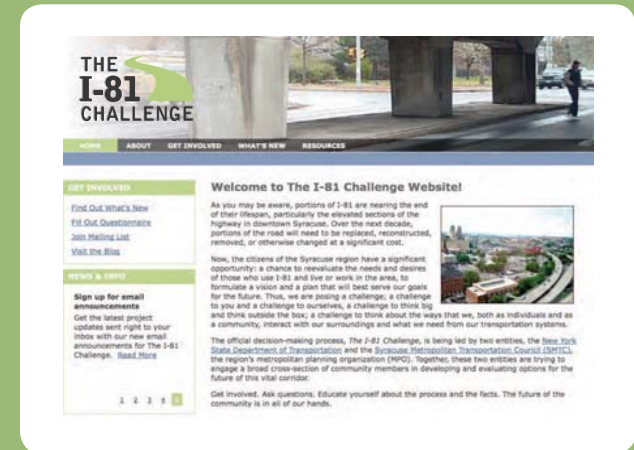 THE
I-81
CHALLENGE
HOME ABOUT GET INVOLVED WHAT'S NEW RESOURCES
GET INVOLVED
Find Out What's New
Fill Out Questionnaire
Join Mailing List
Visit the Blog
NEWS & INFO
Sign up for email
announcements
Get the latest project
updates sent right to your
inbox with our new email
announcements for The I-81
Challenge. Read More
1 2 3 4 5
Welcome to The I-81 Challenge Website!
As you may be aware, portions of I-81 are nearing the end
of their lifespan, particularly the elevated sections of the
highway in downtown Syracuse. Over the next decade,
portions of the road will need to be replaced, reconstructed,
removed, or otherwise changed at a significant cost.
Now, the citizens of the Syracuse region have a significant
opportunity: a chance to reevaluate the needs and desires
of those who use I-81 and live or work in the area, to
formulate a vision and a plan that will best serve our goals
for the future. Thus, we are posing a challenge; a challenge
to you and a challenge to ourselves, a challenge to think big
and think outside the box; a challenge to think about the ways that we, both as individuals and as
a community, interact with our surroundings and what we need from our transportation systems.
The official decision-making process, The I-81 Challenge, is being led by two entities, the New York
State Department of Transportation and the Syracuse Metropolitan Transportation Council (SMTC),
the region's metropolitan planning organization (MPO). Together, these two entities are trying to
engage a broad cross-section of community members in developing and evaluating options for the
future of this vital corridor.
Get involved. Ask questions. Educate yourself about the process and the facts. The future of the
community is in all of our hands.